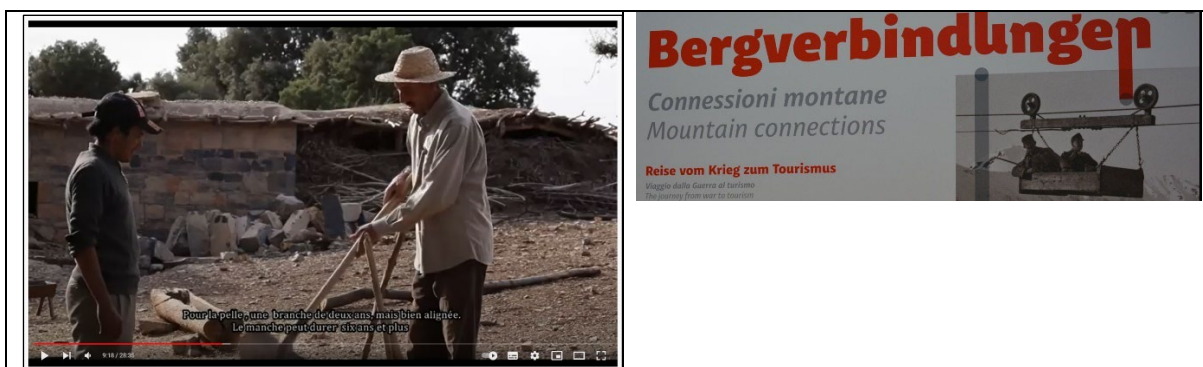 Pour la pelle, une branche de deux ans, mais bien alignée.
Le manche peut durer six ans et plus
9:18 / 28:35
Bergverbindungen
Connessioni montane
Mountain connections
Reise vom Krieg zum Tourismus
Viaggio dalla Guerra al turismo
The journey from war to tourism